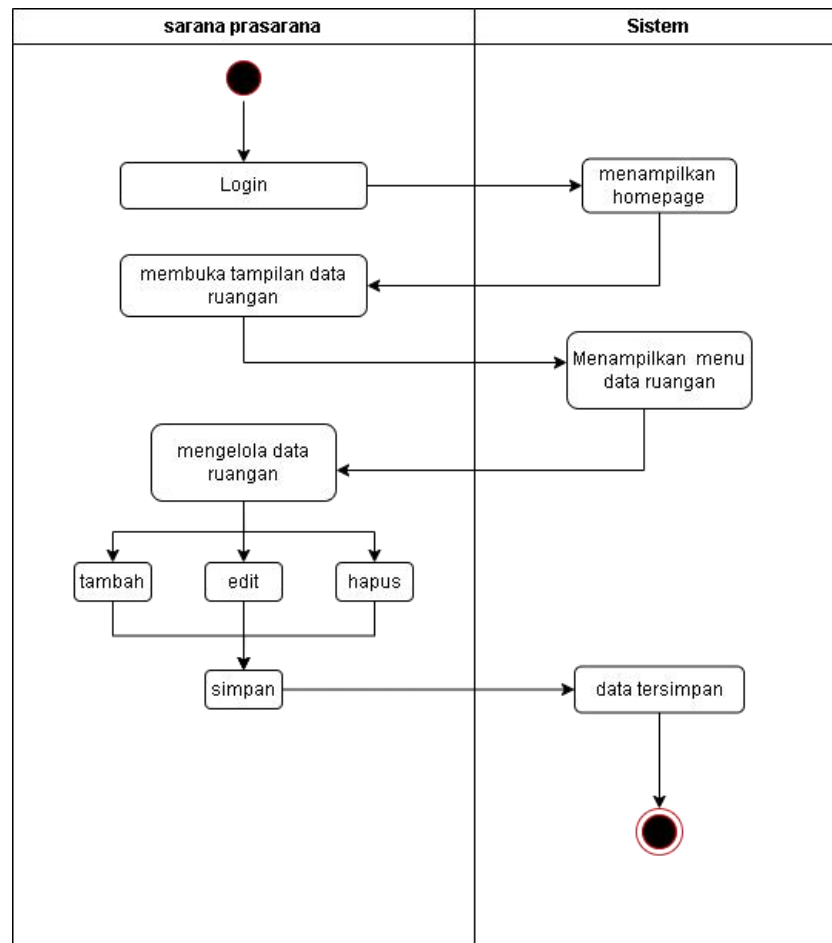 sarana prasarana
Sistem
Login
menampilkan
homepage
membuka tampilan data
ruangan
Menampilkan menu
data ruangan
mengelola data
ruangan
tambah
edit
hapus
simpan
data tersimpan